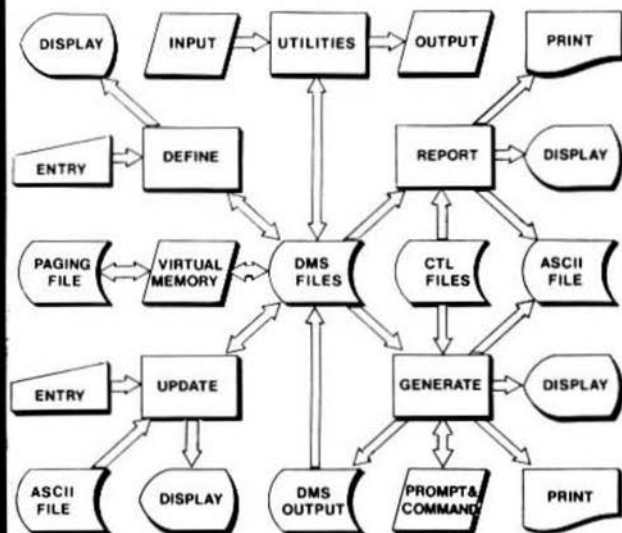 DISPLAY
INPUT
UTILITIES
OUTPUT
PRINT
ENTRY
DEFINE
REPORT
DISPLAY
PAGING
FILE
VIRTUAL
MEMORY
DMS
FILES
CTL
FILES
ASCII
FILE
ENTRY
UPDATE
GENERATE
DISPLAY
ASCII
FILE
DISPLAY
DMS
OUTPUT
PROMPT&
COMMAND
PRINT